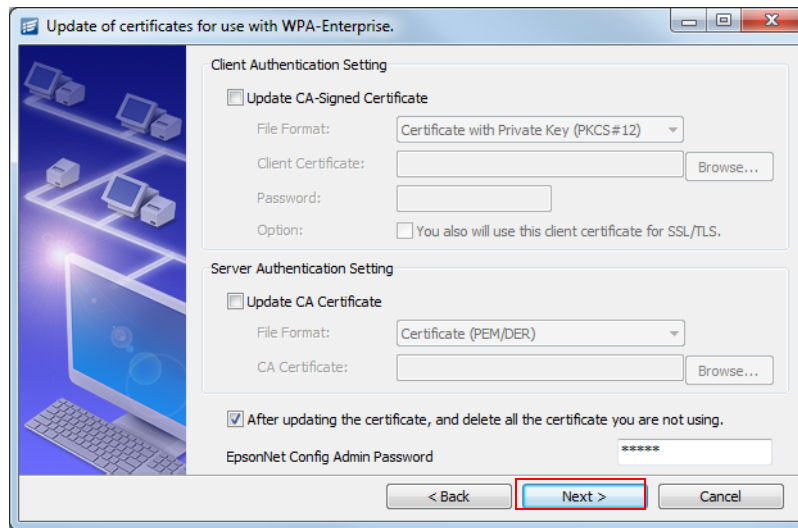 Update of certificates for use with WPA-Enterprise.
Client Authentication Setting
Update CA-Signed Certificate
File Format: Certificate with Private Key (PKCS#12)
Client Certificate: Browse...
Password:
Option: You also will use this client certificate for SSL/TLS.
Server Authentication Setting
Update CA Certificate
File Format: Certificate (PEM/DER)
CA Certificate: Browse...
After updating the certificate, and delete all the certificate you are not using.
EpsonNet Config Admin Password *****
< Back Next > Cancel